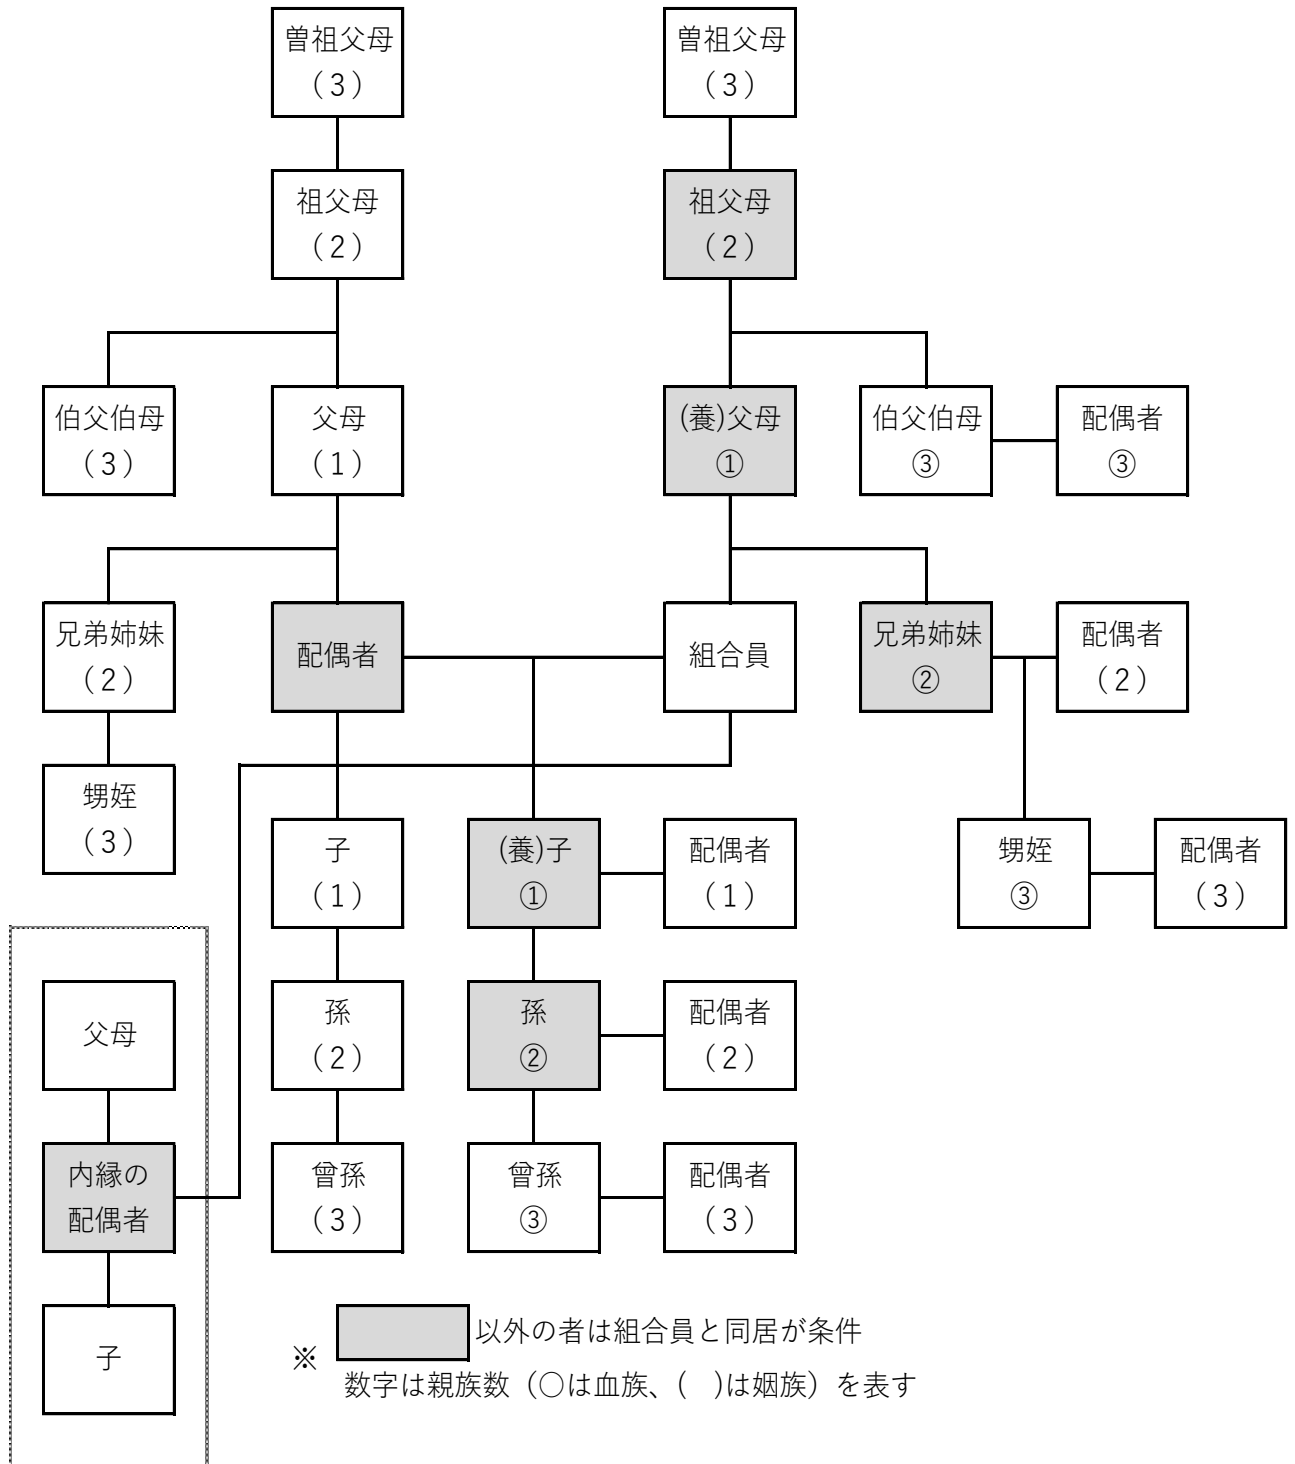 曽祖父母
(3)
曽祖父母
(3)
祖父母
(2)
祖父母
(2)
伯父伯母
(3)
父母
(1)
(養)父母
①
伯父伯母
③
配偶者
③
兄弟姉妹
(2)
配偶者
組合員
兄弟姉妹
②
配偶者
(2)
甥姪
(3)
子
(1)
(養)子
①
配偶者
(1)
甥姪
③
配偶者
(3)
父母
孫
(2)
孫
②
配偶者
(2)
内縁の
配偶者
曾孫
(3)
曾孫
③
配偶者
(3)
子
※
以外の者は組合員と同居が条件
数字は親族数（○は血族、(　)は姻族）を表す